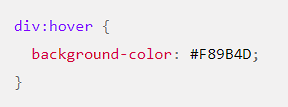 div:hover {
  background-color: #F89B4D;
}